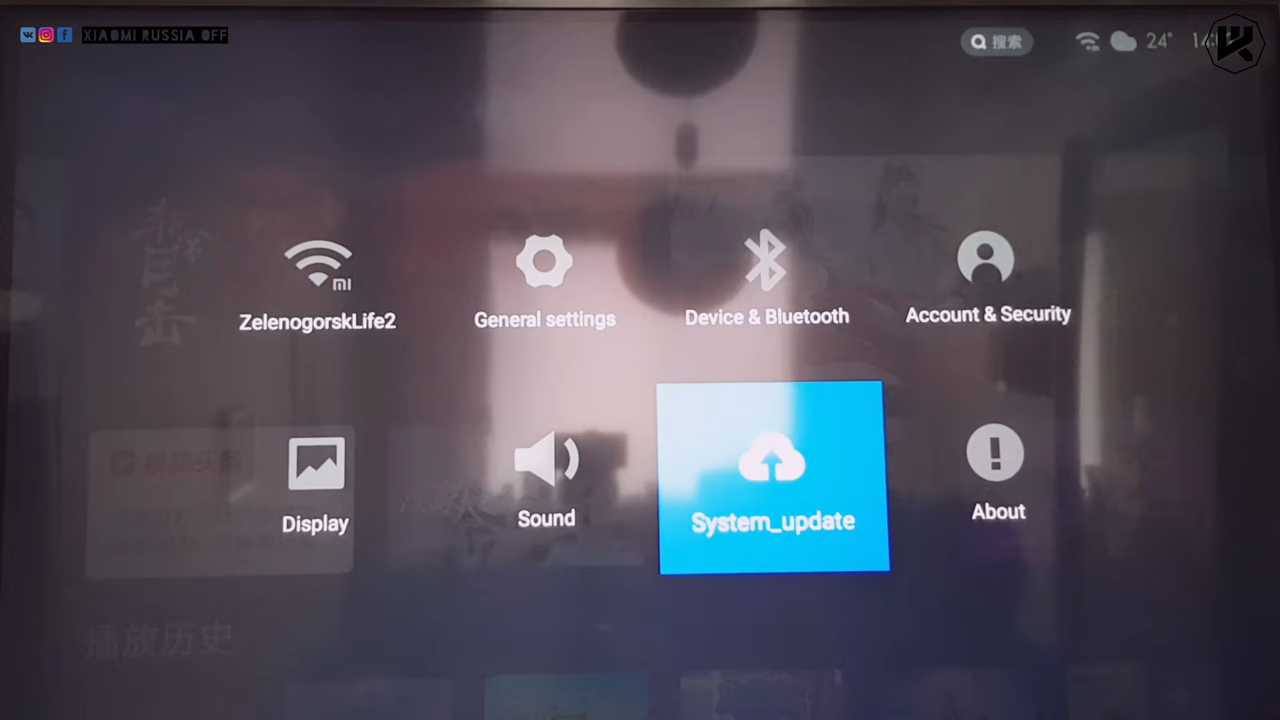 XIAOMI RUSSIA OFF
搜索
24°
ZelenogorskLife2
General settings
Device & Bluetooth
Account & Security
Display
Sound
System_update
About
播放历史